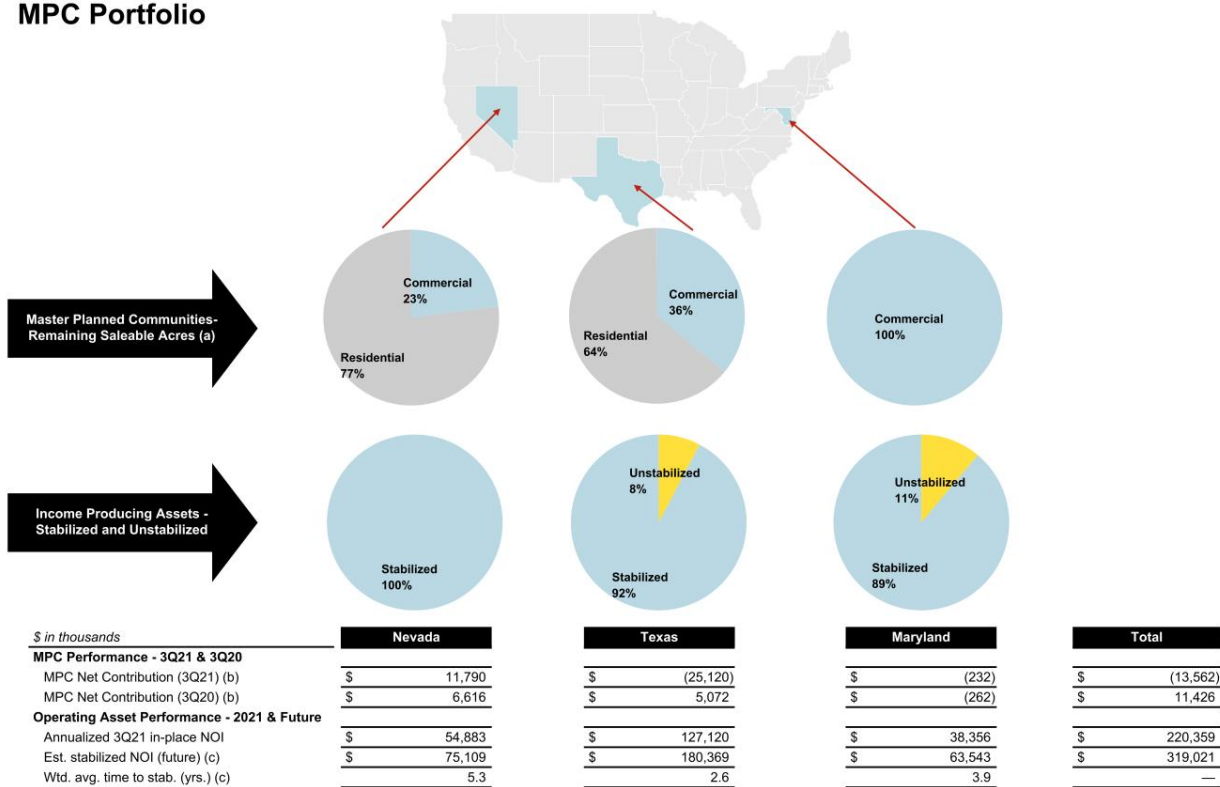 MPC Portfolio
Master Planned Communities-
Remaining Saleable Acres (a)
Commercial
23%
Residential
77%
Commercial
36%
Residential
64%
Commercial
100%
Income Producing Assets -
Stabilized and Unstabilized
Stabilized
100%
Unstabilized
8%
Stabilized
92%
Unstabilized
11%
Stabilized
89%
$ in thousands Nevada Texas Maryland Total
MPC Performance - 3Q21 & 3Q20
MPC Net Contribution (3Q21) (b) $ 11,790 $ (25,120) $ (232) $ (13,562)
MPC Net Contribution (3Q20) (b) $ 6,616 $ 5,072 $ (262) $ 11,426
Operating Asset Performance - 2021 & Future
Annualized 3Q21 in-place NOI $ 54,883 $ 127,120 $ 38,356 $ 220,359
Est. stabilized NOI (future) (c) $ 75,109 $ 180,369 $ 63,543 $ 319,021
Wtd. avg. time to stab. (yrs.) (c) 5.3 2.6 3.9 —